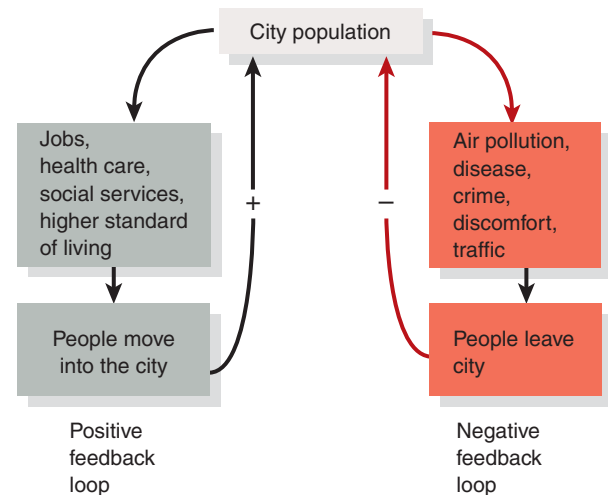 City population
Jobs,
health care,
social services,
higher standard
of living
+
People move
into the city
Positive
feedback
loop
Air pollution,
disease,
crime,
discomfort,
traffic
–
People leave
city
Negative
feedback
loop